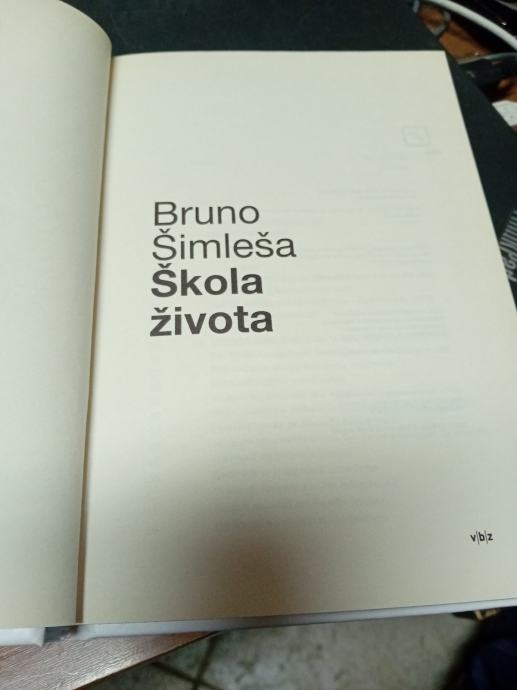 Bruno
Šimleša
Škola
života
v|b|z